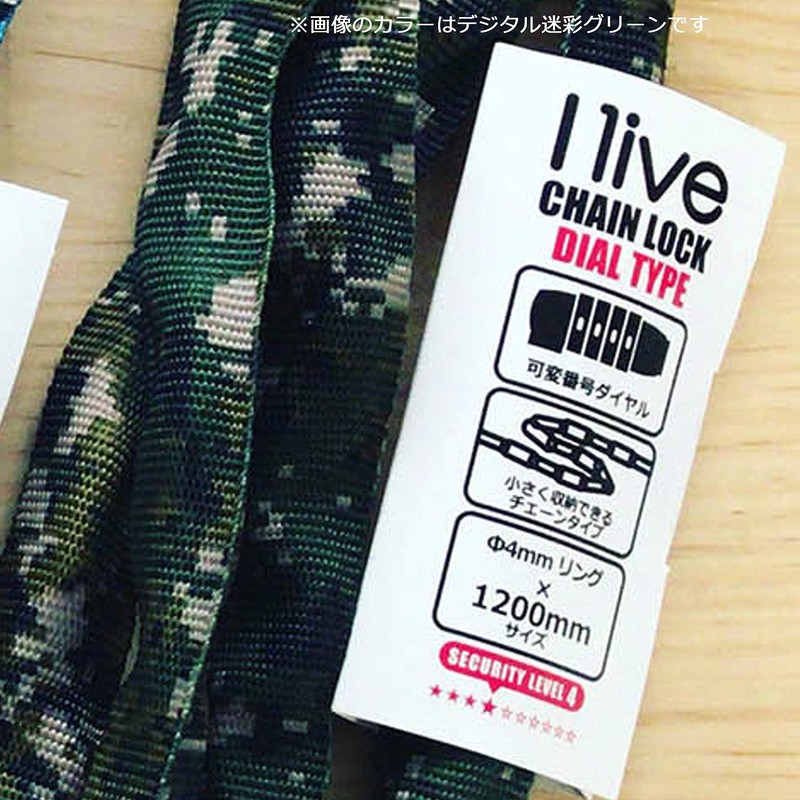 ※画像のカラーはデジタル迷彩グリーンです
I live
CHAIN LOCK
DIAL TYPE
可変番号ダイヤル
小さく収納できる
チェーンタイプ
Φ4mm リング
×
1200mm
サイズ
SECURITY LEVEL 4
★★★★☆☆☆☆☆☆